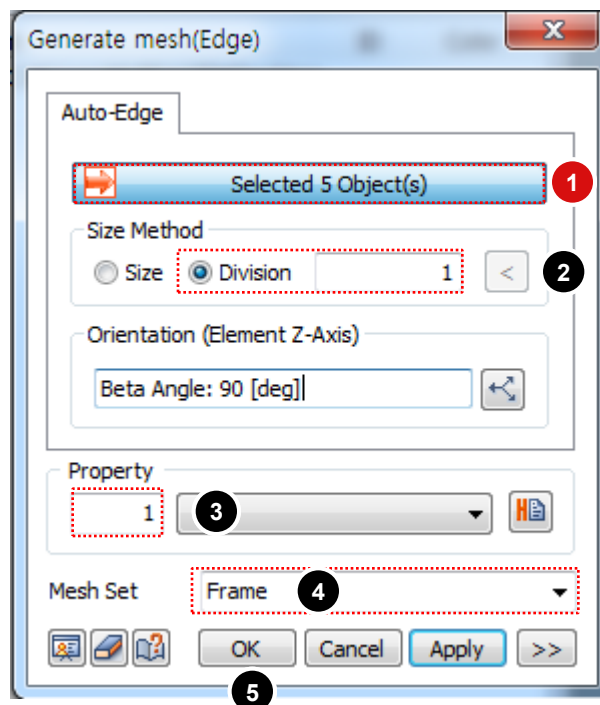 Generate mesh(Edge)
Auto-Edge
Selected 5 Object(s)
1
Size Method
Size Division 1 < 2
Orientation (Element Z-Axis)
Beta Angle: 90 [deg]
Property
1 3
Mesh Set Frame 4
OK Cancel Apply >>
5